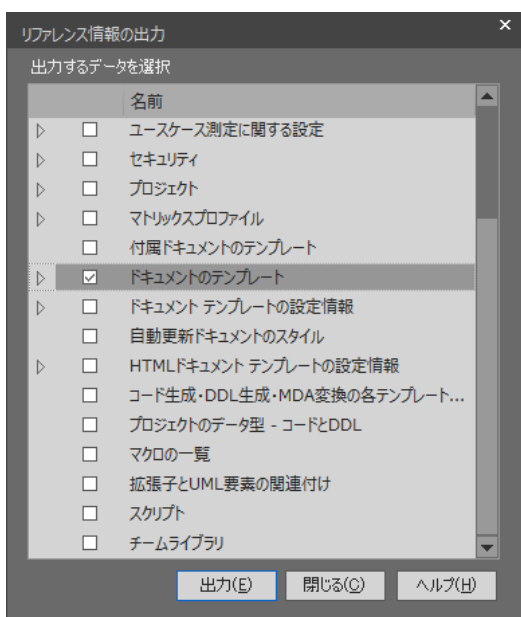 リファレンス情報の出力
出力するデータを選択
名前
ユースケース測定に関する設定
セキュリティ
プロジェクト
マトリックスプロファイル
付属ドキュメントのテンプレート
ドキュメントのテンプレート
ドキュメント テンプレートの設定情報
自動更新ドキュメントのスタイル
HTMLドキュメント テンプレートの設定情報
コード生成・DDL生成・MDA変換の各テンプレート...
プロジェクトのデータ型 - コードとDDL
マクロの一覧
拡張子とUML要素の関連付け
スクリプト
チームライブラリ
出力(E) 閉じる(C) ヘルプ(H)